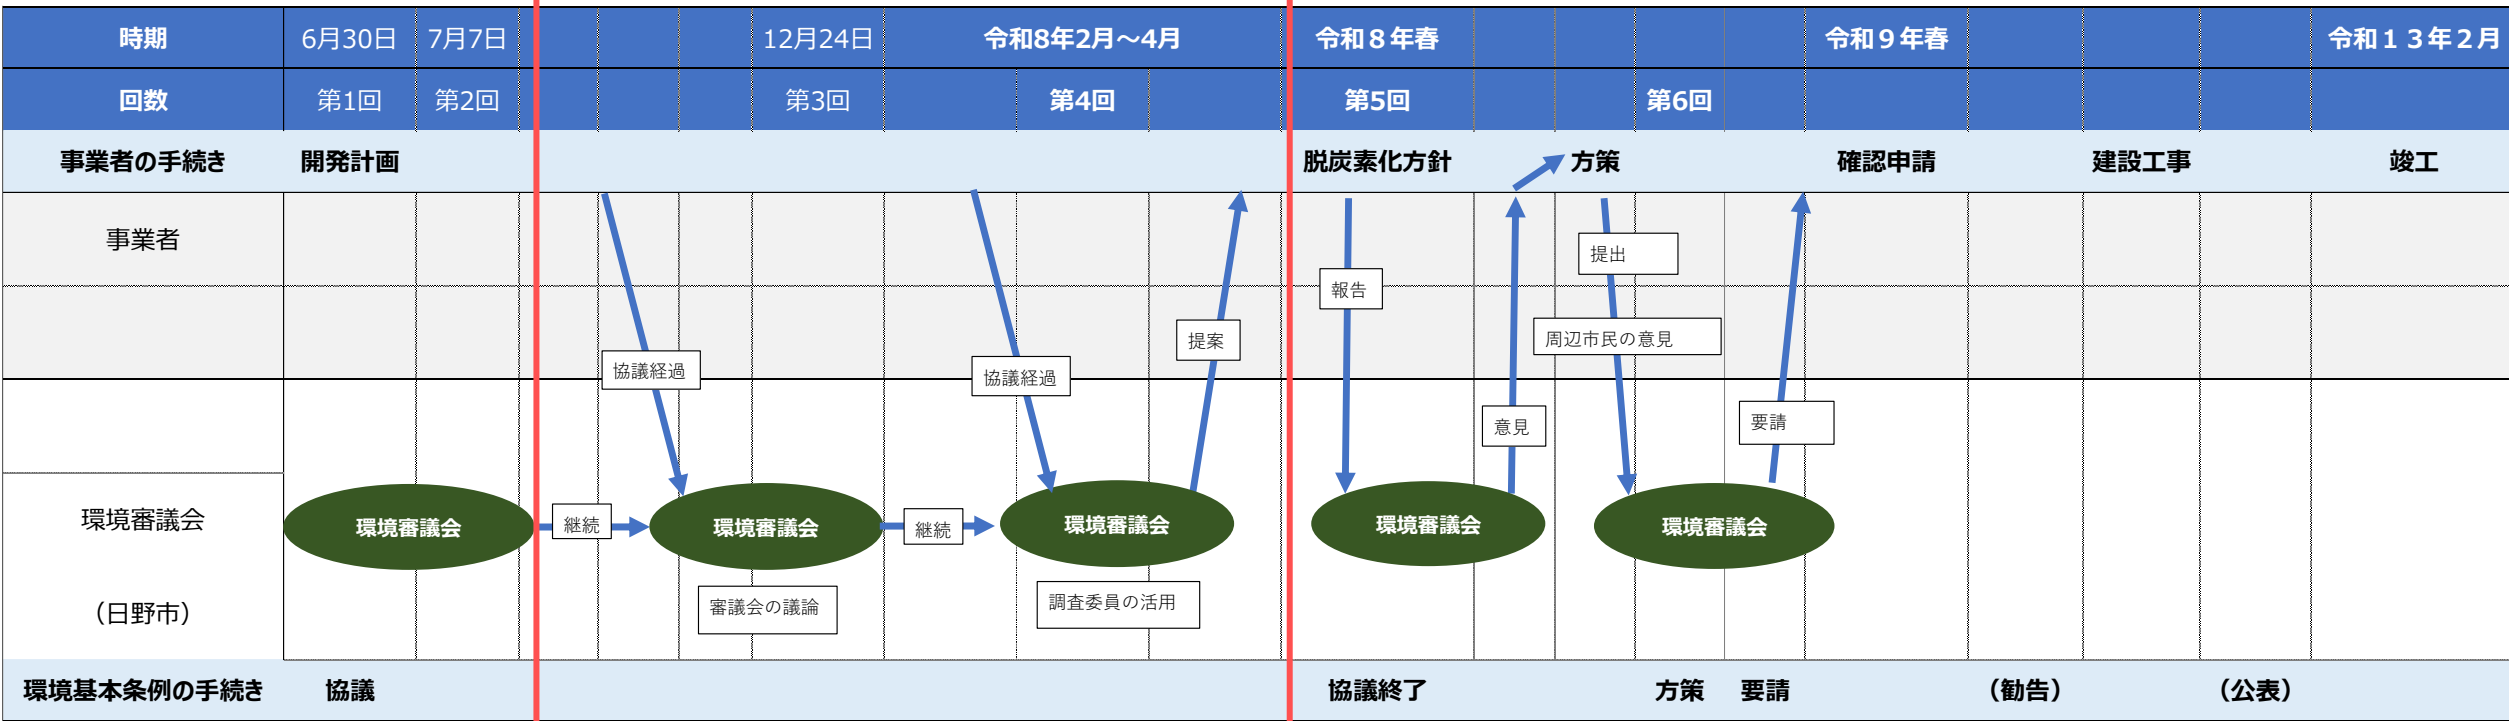 時期 6月30日 7月7日 12月24日 令和8年2月～4月 令和８年春 令和９年春 令和１３年２月
回数 第1回 第2回 第3回 第4回 第5回 第6回
事業者の手続き 開発計画 脱炭素化方針 方策 確認申請 建設工事 竣工
事業者
提出
報告
提案
周辺市民の意見
協議経過
協議経過
意見
要請
環境審議会
環境審議会
継続
環境審議会
継続
環境審議会
環境審議会
環境審議会
審議会の議論
調査委員の活用
（日野市）
環境基本条例の手続き 協議 協議終了 方策 要請 （勧告） （公表）